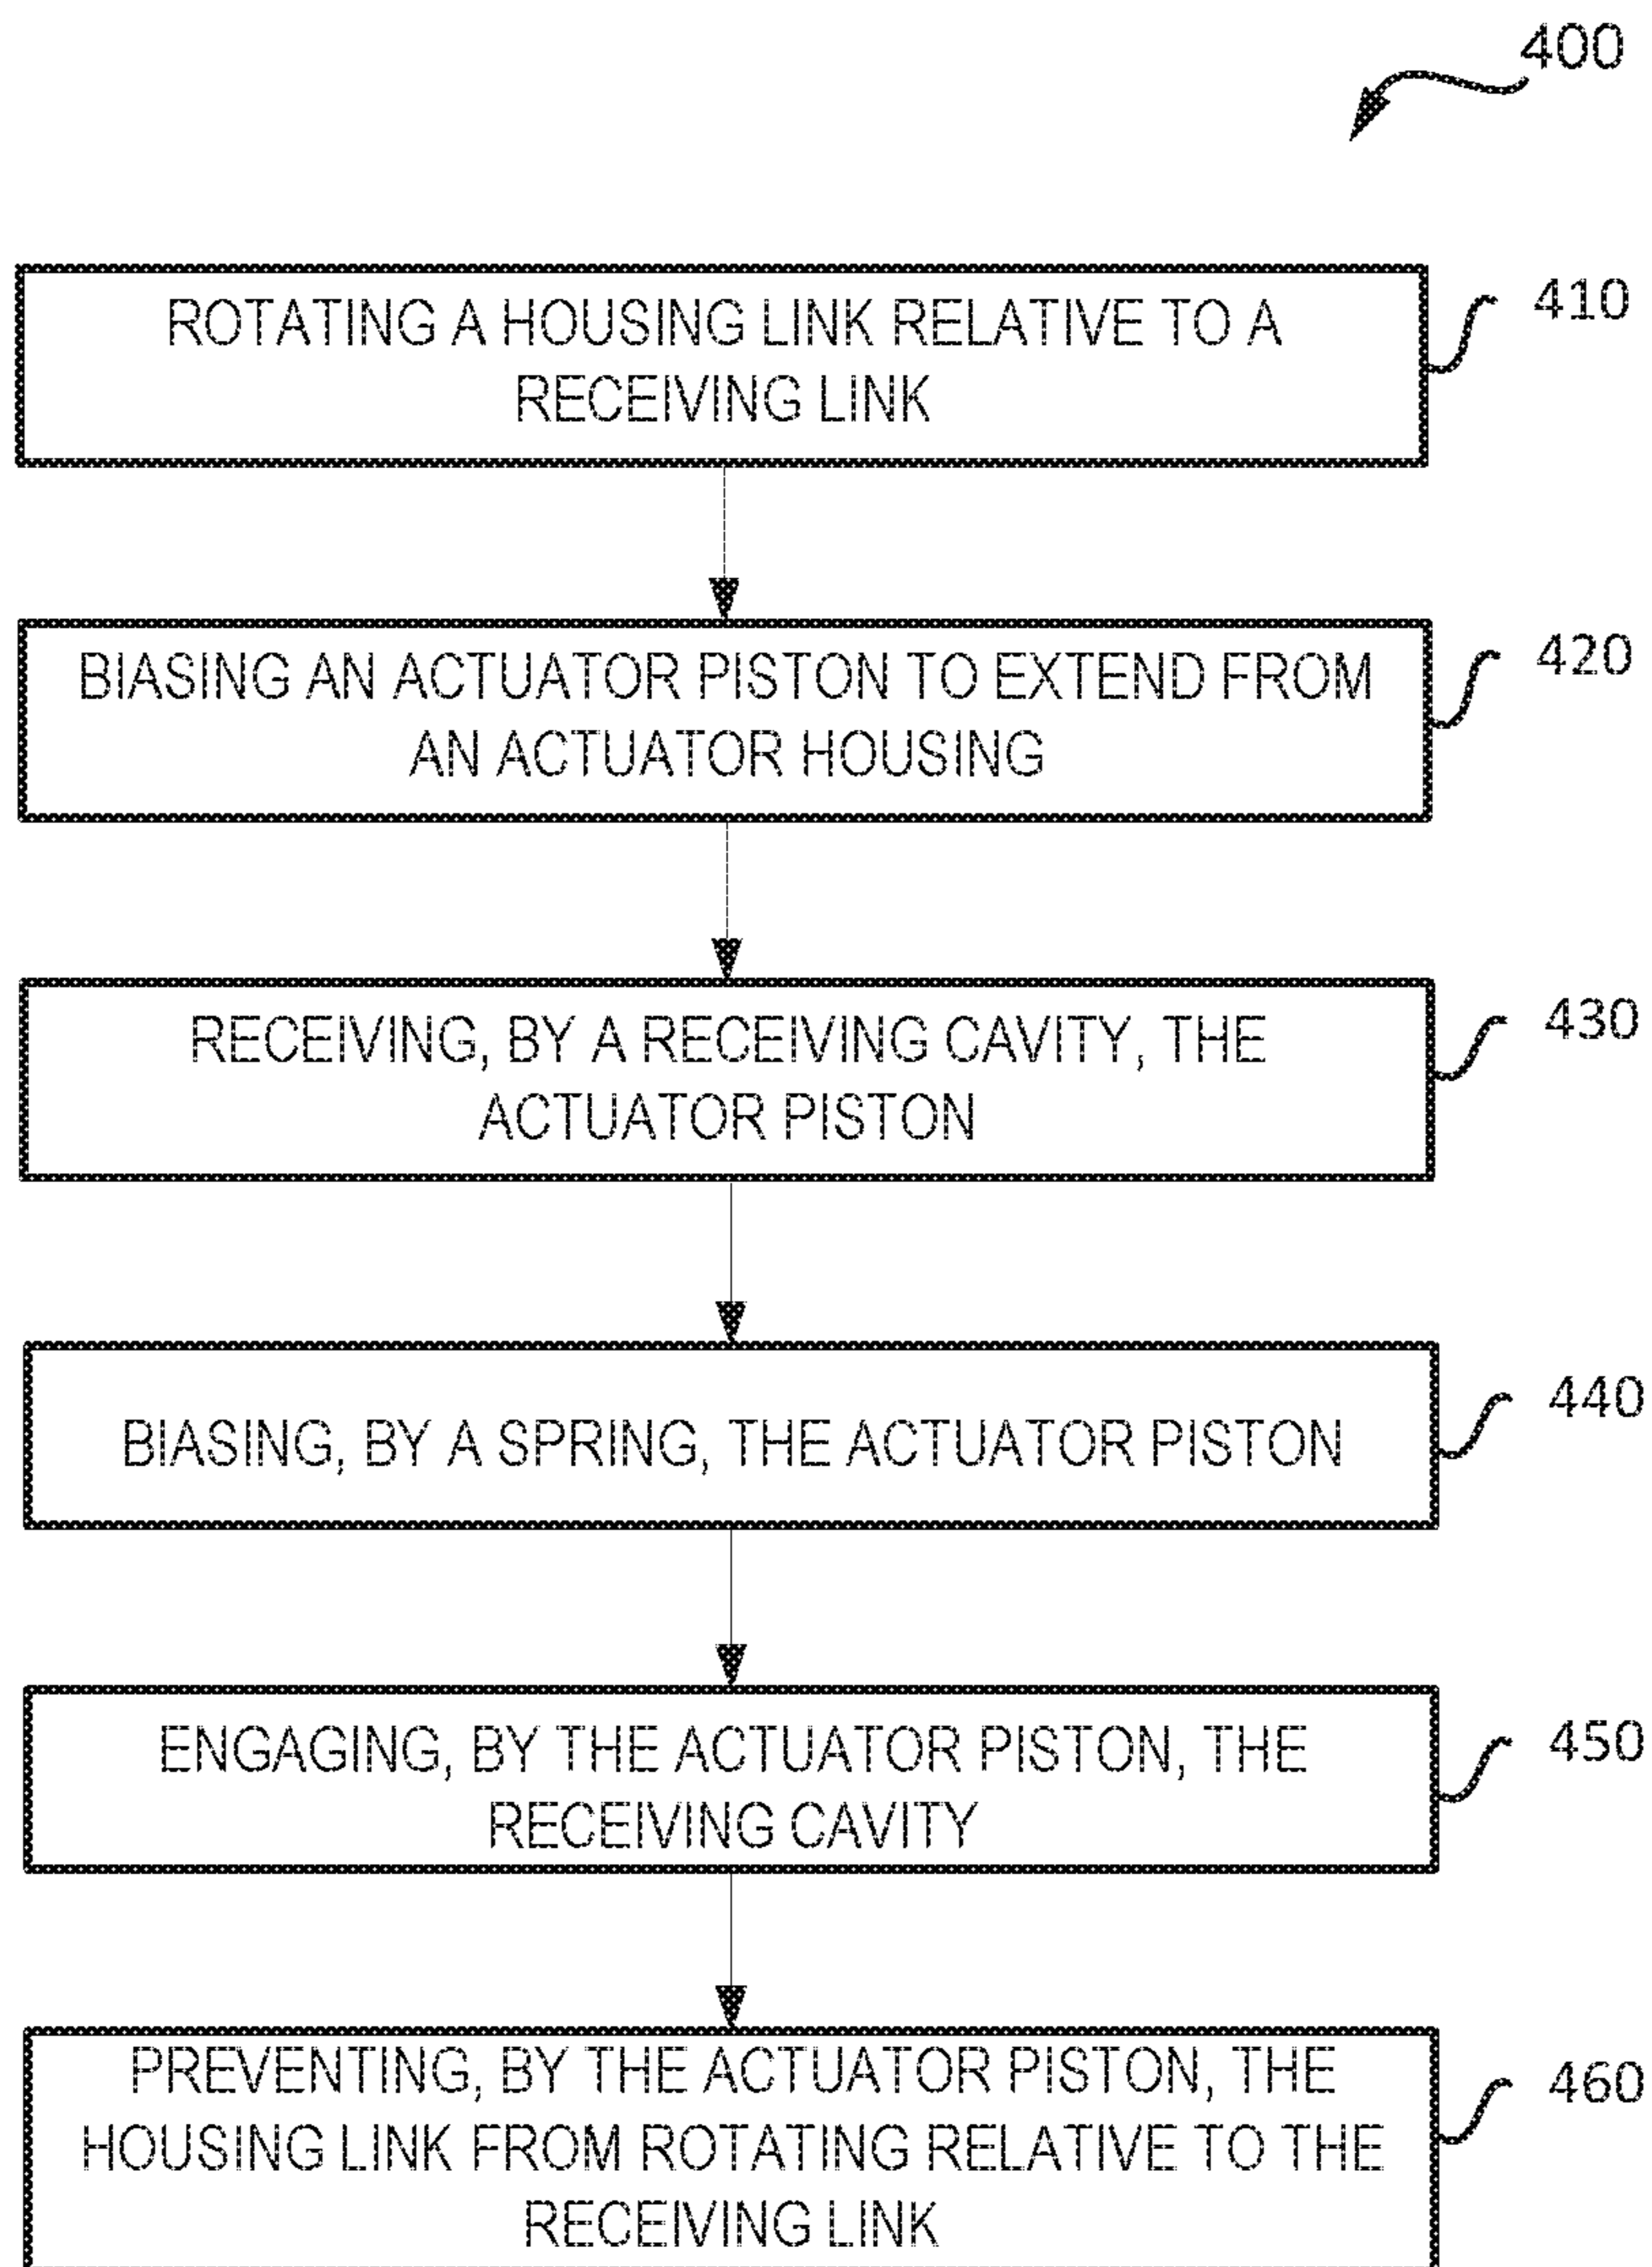 400
ROTATING A HOUSING LINK RELATIVE TO A
RECEIVING LINK
410
BIASING AN ACTUATOR PISTON TO EXTEND FROM
AN ACTUATOR HOUSING
420
RECEIVING, BY A RECEIVING CAVITY, THE
ACTUATOR PISTON
430
BIASING, BY A SPRING, THE ACTUATOR PISTON
440
ENGAGING, BY THE ACTUATOR PISTON, THE
RECEIVING CAVITY
450
PREVENTING, BY THE ACTUATOR PISTON, THE
HOUSING LINK FROM ROTATING RELATIVE TO THE
RECEIVING LINK
460